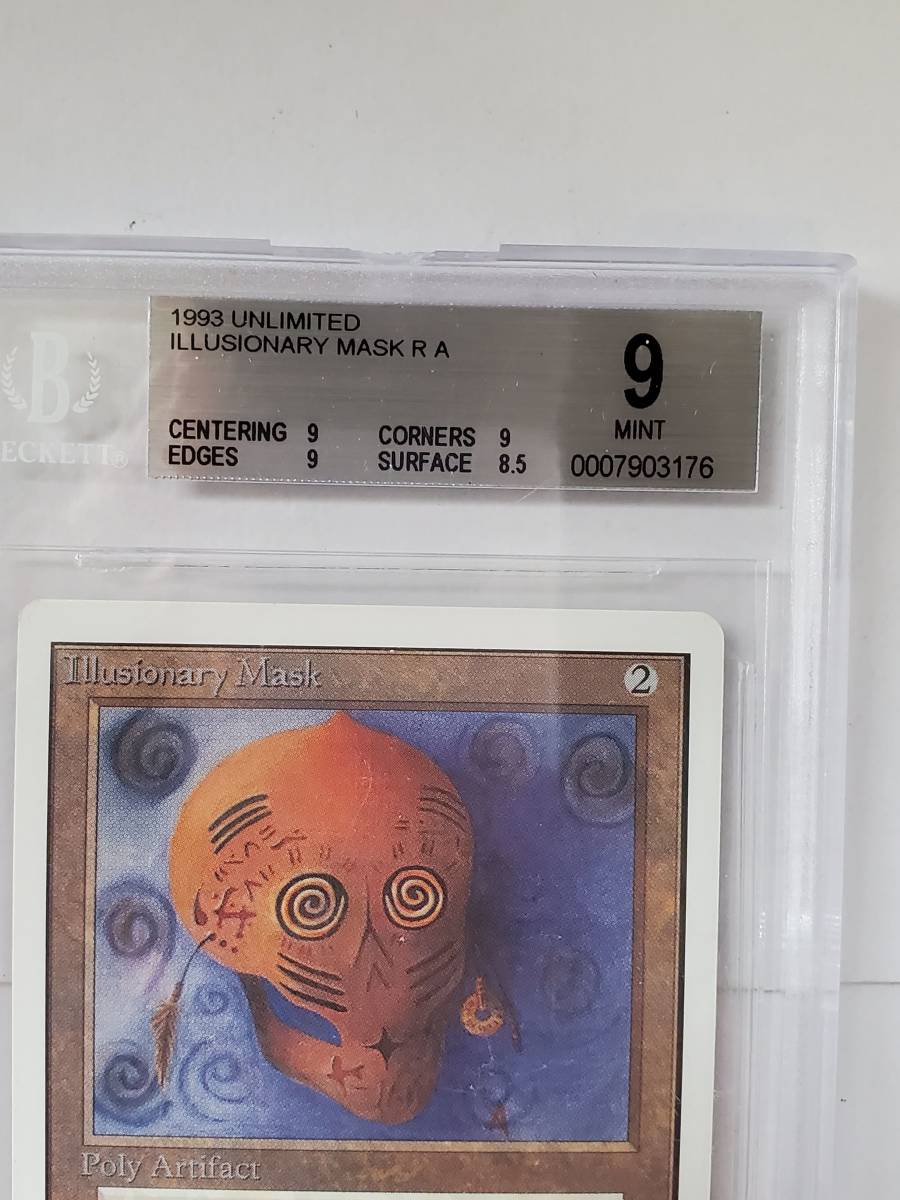 1993 UNLIMITED
ILLUSIONARY MASK R A
9
MINT
CENTERING 9 CORNERS 9
EDGES 9 SURFACE 8.5
0007903176
B
ECKETT®
Illusionary Mask 2
Poly Artifact